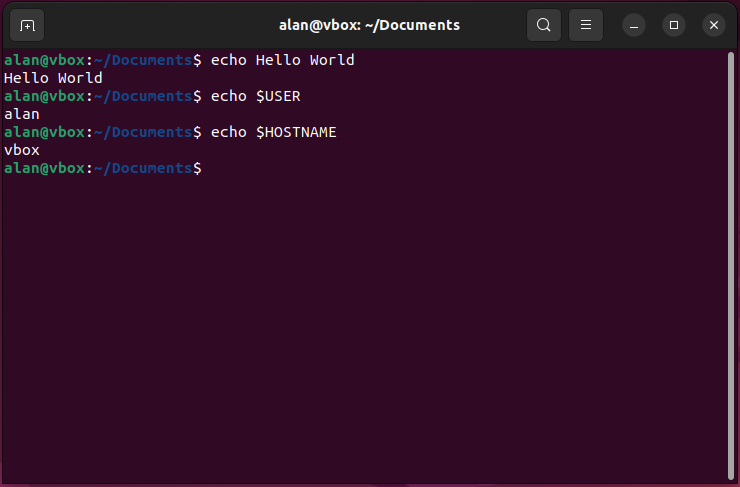 alan@vbox: ~/Documents
alan@vbox:~/Documents$ echo Hello World
Hello World
alan@vbox:~/Documents$ echo $USER
alan
alan@vbox:~/Documents$ echo $HOSTNAME
vbox
alan@vbox:~/Documents$